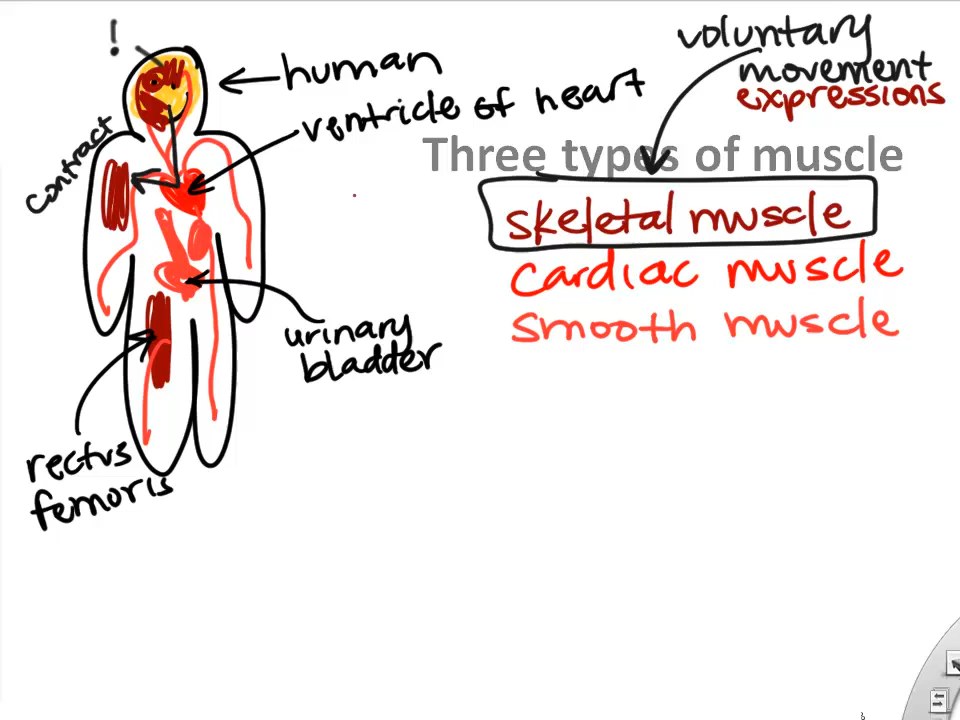 !
human
ventricle of heart
contract
urinary
bladder
rectus
femoris
voluntary
movement
expressions
Three types of muscle
skeletal muscle
cardiac muscle
smooth muscle